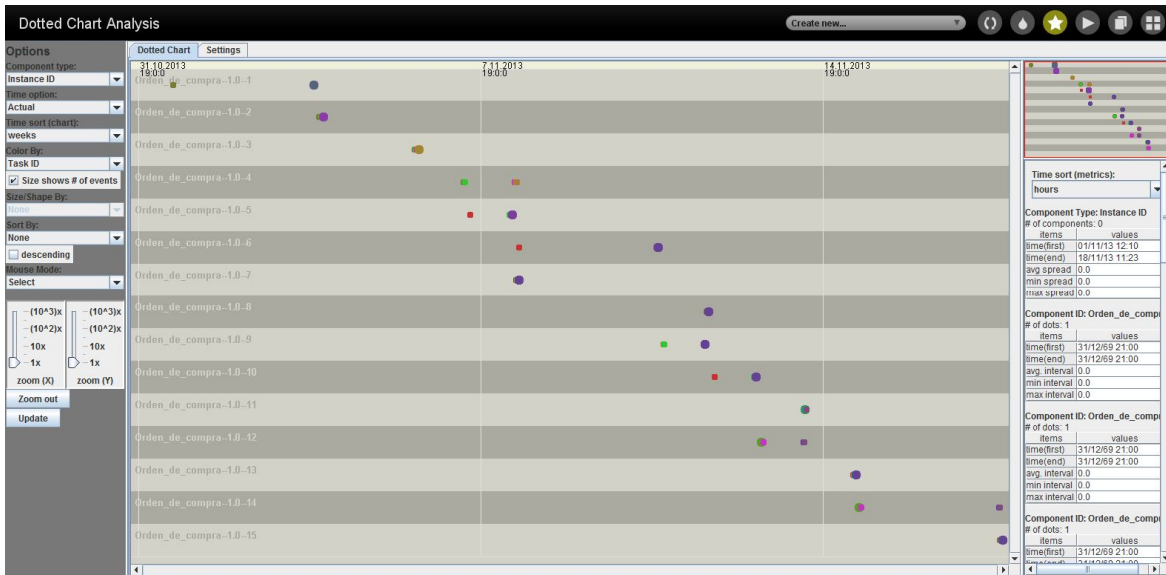 Dotted Chart Analysis
Create new...
Options
Component type:
Instance ID
Time option:
Actual
Time sort (chart):
weeks
Color By:
Task ID
Size shows # of events
Size/Shape By:
None
Sort By:
None
descending
Mouse Mode:
Select
(10^3)x (10^3)x
(10^2)x (10^2)x
10x 10x
1x 1x
zoom (X) zoom (Y)
Zoom out
Update
Dotted Chart Settings
31.10.2013 7.11.2013 14.11.2013
19:0:0 19:0:0 19:0:0
Orden_de_compra--1.0--1
Orden_de_compra--1.0--2
Orden_de_compra--1.0--3
Orden_de_compra--1.0--4
Orden_de_compra--1.0--5
Orden_de_compra--1.0--6
Orden_de_compra--1.0--7
Orden_de_compra--1.0--8
Orden_de_compra--1.0--9
Orden_de_compra--1.0--10
Orden_de_compra--1.0--11
Orden_de_compra--1.0--12
Orden_de_compra--1.0--13
Orden_de_compra--1.0--14
Orden_de_compra--1.0--15
Time sort (metrics):
hours
Component Type: Instance ID
# of components: 0
items values
time(first) 01/11/13 12:10
time(end) 18/11/13 11:23
avg spread 0.0
min spread 0.0
max spread 0.0
Component ID: Orden_de_compr
# of dots: 1
items values
time(first) 31/12/69 21:00
time(end) 31/12/69 21:00
avg. interval 0.0
min interval 0.0
max interval 0.0
Component ID: Orden_de_compr
# of dots: 1
items values
time(first) 31/12/69 21:00
time(end) 31/12/69 21:00
avg. interval 0.0
min interval 0.0
max interval 0.0
Component ID: Orden_de_compr
# of dots: 1
items values
time(first) 31/12/69 21:00